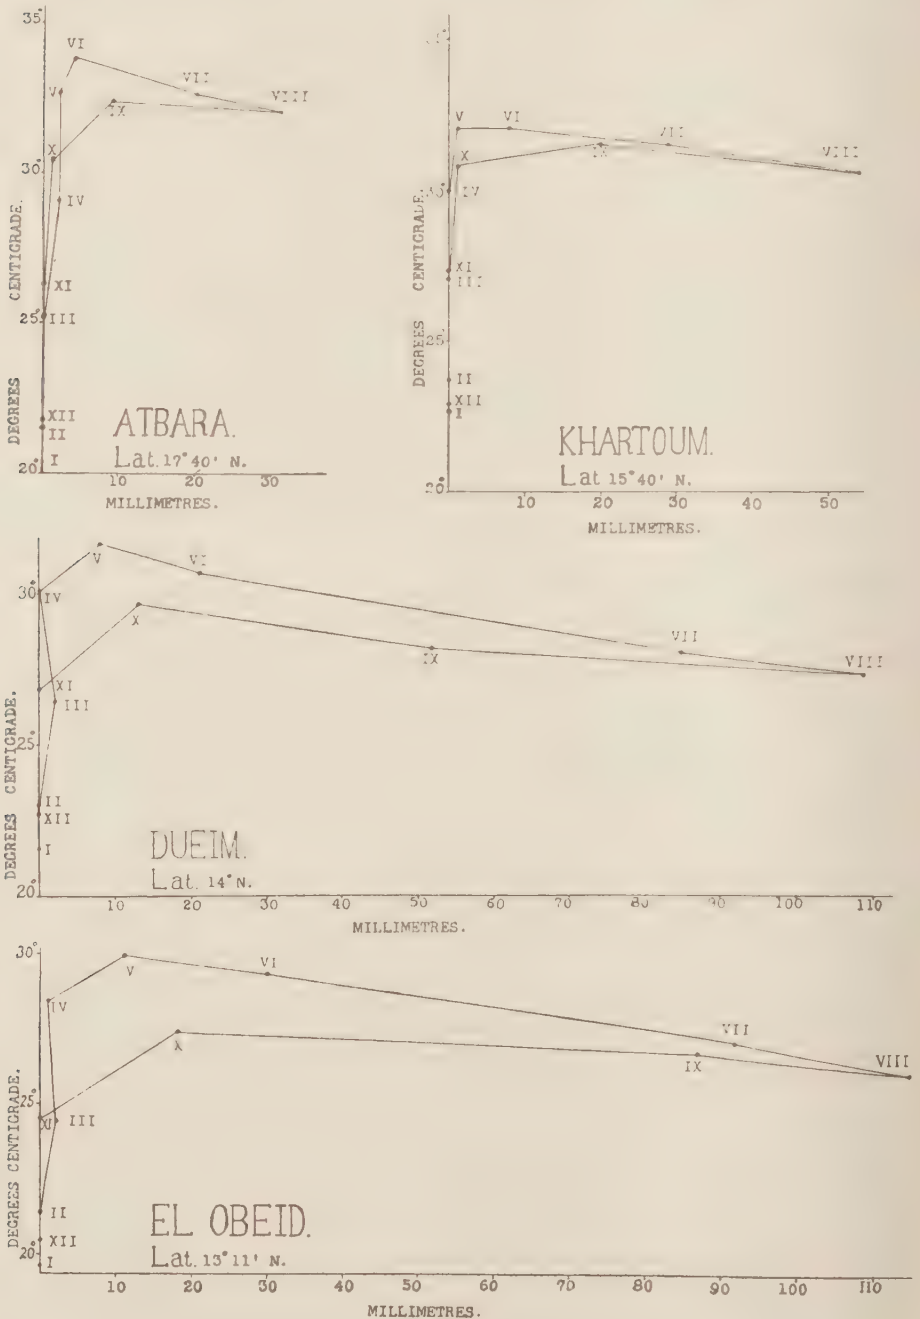 35°
VI
V
VII
VIII
IX
30°
X
IV
XI
25°
III
XII
II
I
20°
10 20 30
DEGREES CENTIGRADE.
MILLIMETRES.
ATBARA.
Lat. 17°40' N.
V
VI
VII
VIII
X
IX
30°
IV
XI
III
25°
II
XII
I
20°
10 20 30 40 50
DEGREES CENTIGRADE.
MILLIMETRES.
KHARTOUM.
Lat 15°40' N.
V
VI
30°
IV
X
VII
IX
VIII
XI
III
25°
II
XII
I
20°
10 20 30 40 50 60 70 80 90 100 110
DEGREES CENTIGRADE.
MILLIMETRES.
DUEIM.
Lat. 14° N.
30°
V
VI
IV
VII
X
IX
VIII
25°
XI
III
II
XII
20°
I
10 20 30 40 50 60 70 80 90 100 110
DEGREES CENTIGRADE.
MILLIMETRES.
EL OBEID.
Lat. 13°11' N.